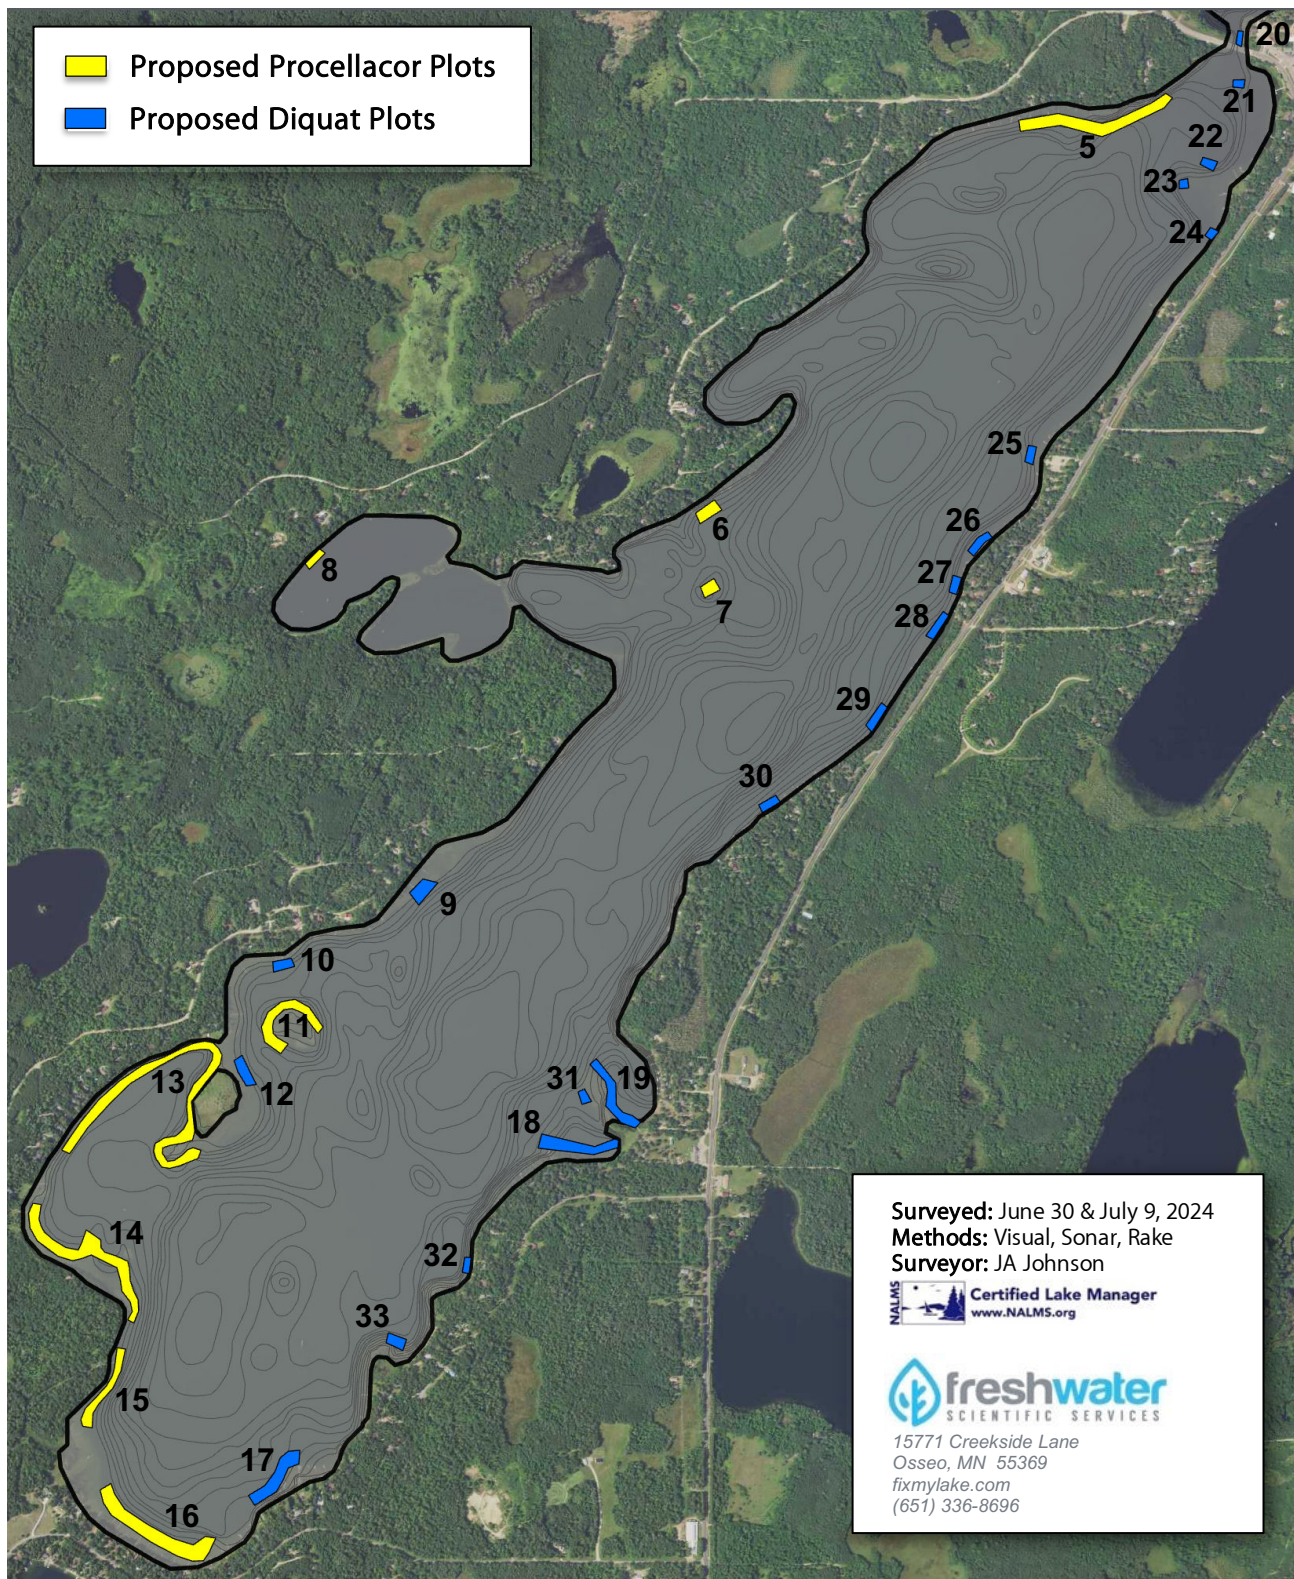 Proposed Procellacor Plots
Proposed Diquat Plots
20
21
5
22
23
24
25
6
26
8
27
7
28
29
30
9
10
11
13
12
31
19
18
14
32
33
15
17
16
Surveyed: June 30 & July 9, 2024
Methods: Visual, Sonar, Rake
Surveyor: JA Johnson
NALMS
Certified Lake Manager
www.NALMS.org
freshwater
SCIENTIFIC SERVICES
15771 Creekside Lane
Osseo, MN 55369
fixmylake.com
(651) 336-8696